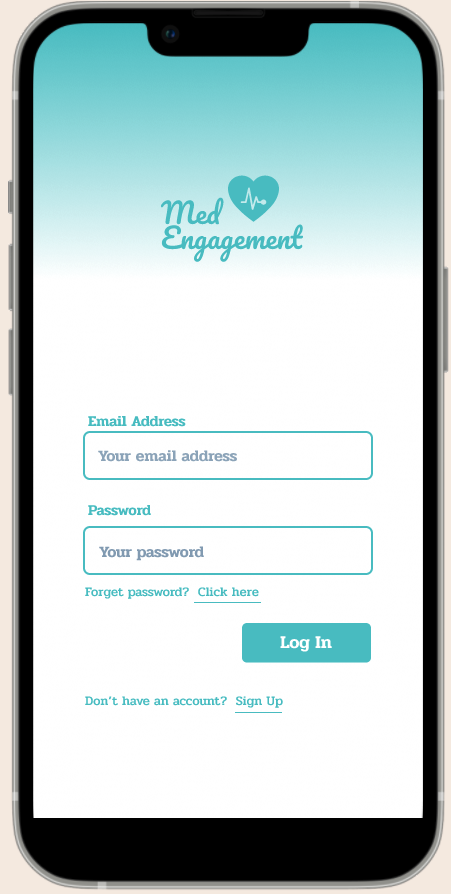 Med
Engagement
Email Address
Your email address
Password
Your password
Forget password? Click here
Log In
Don't have an account? Sign Up